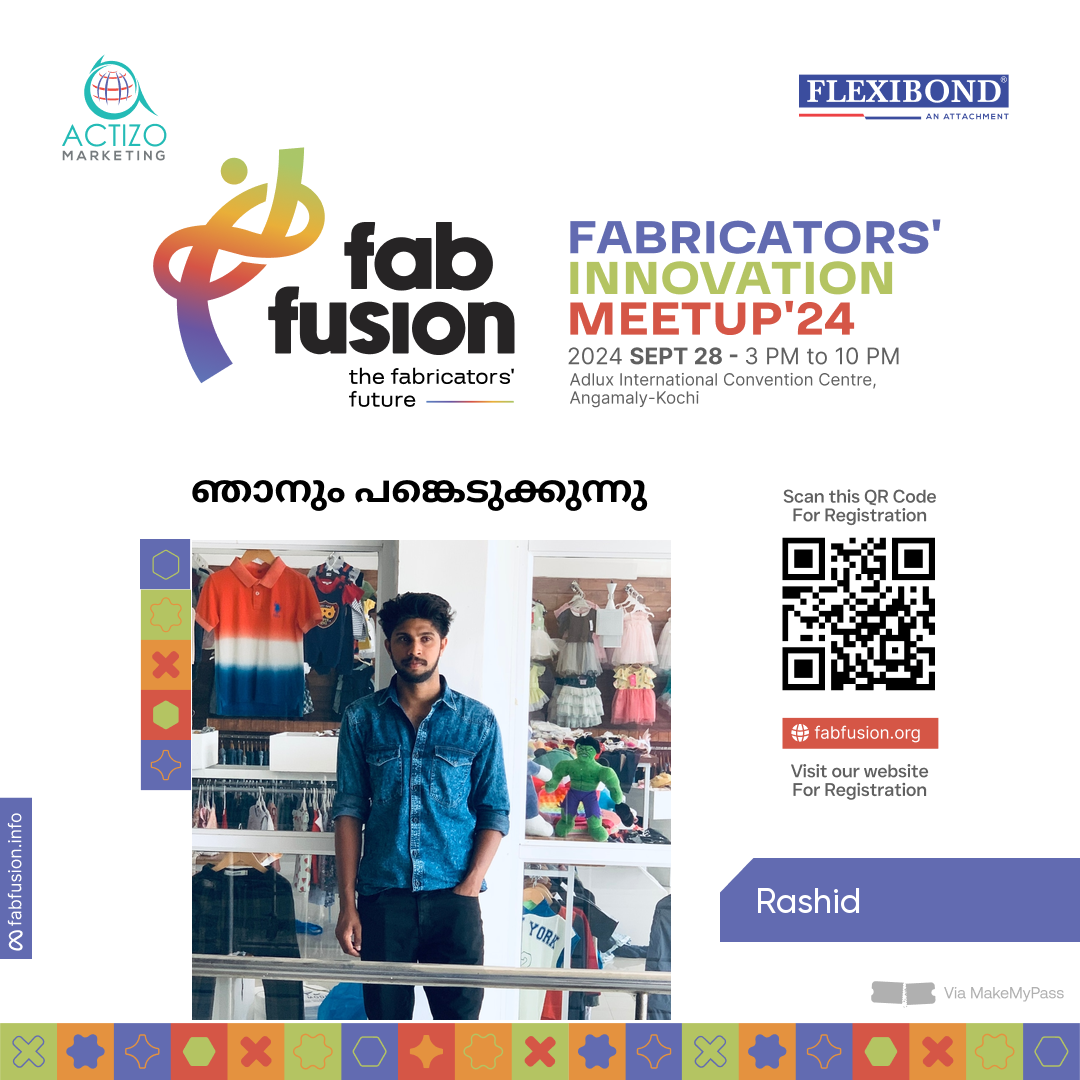 ACTIZO
MARKETING
FLEXIBOND®
AN ATTACHMENT
fab
fusion
the fabricators'
future
FABRICATORS'
INNOVATION
MEETUP'24
2024 SEPT 28 - 3 PM to 10 PM
Adlux International Convention Centre,
Angamaly-Kochi
ഞാനും പങ്കെടുക്കുന്നു
Scan this QR Code
For Registration
fabfusion.org
Visit our website
For Registration
fabfusion.info
YORK
Rashid
Via MakeMyPass